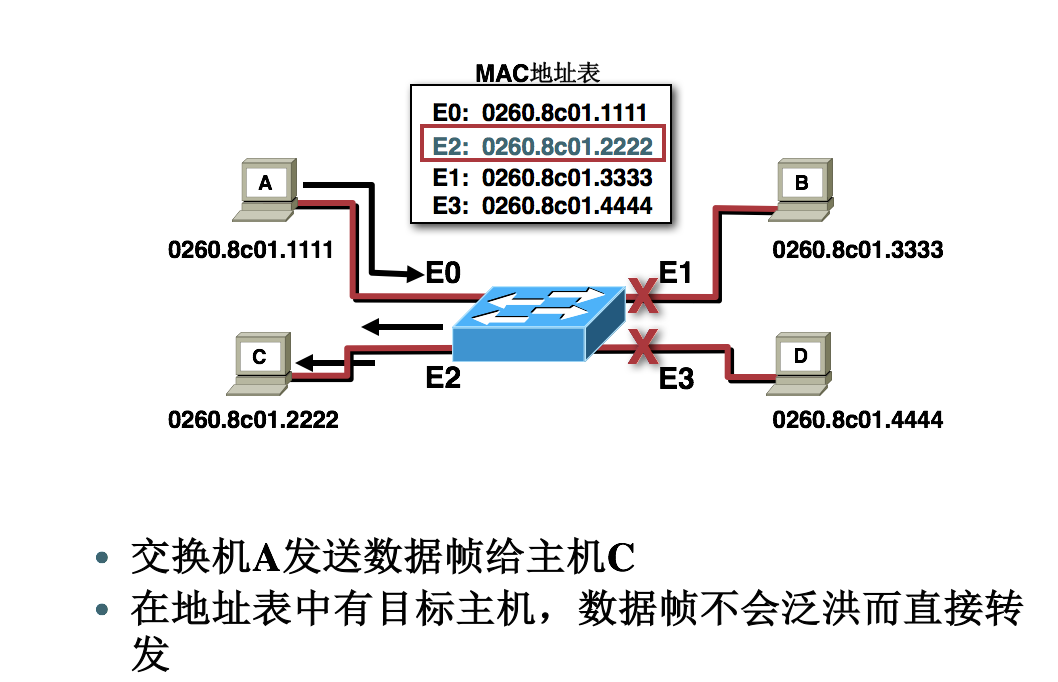 MAC地址表
E0: 0260.8c01.1111
E2: 0260.8c01.2222
E1: 0260.8c01.3333
E3: 0260.8c01.4444
A
B
0260.8c01.1111
0260.8c01.3333
E0
E1
C
D
E2
E3
0260.8c01.2222
0260.8c01.4444
• 交换机A发送数据帧给主机C
• 在地址表中有目标主机，数据帧不会泛洪而直接转
发